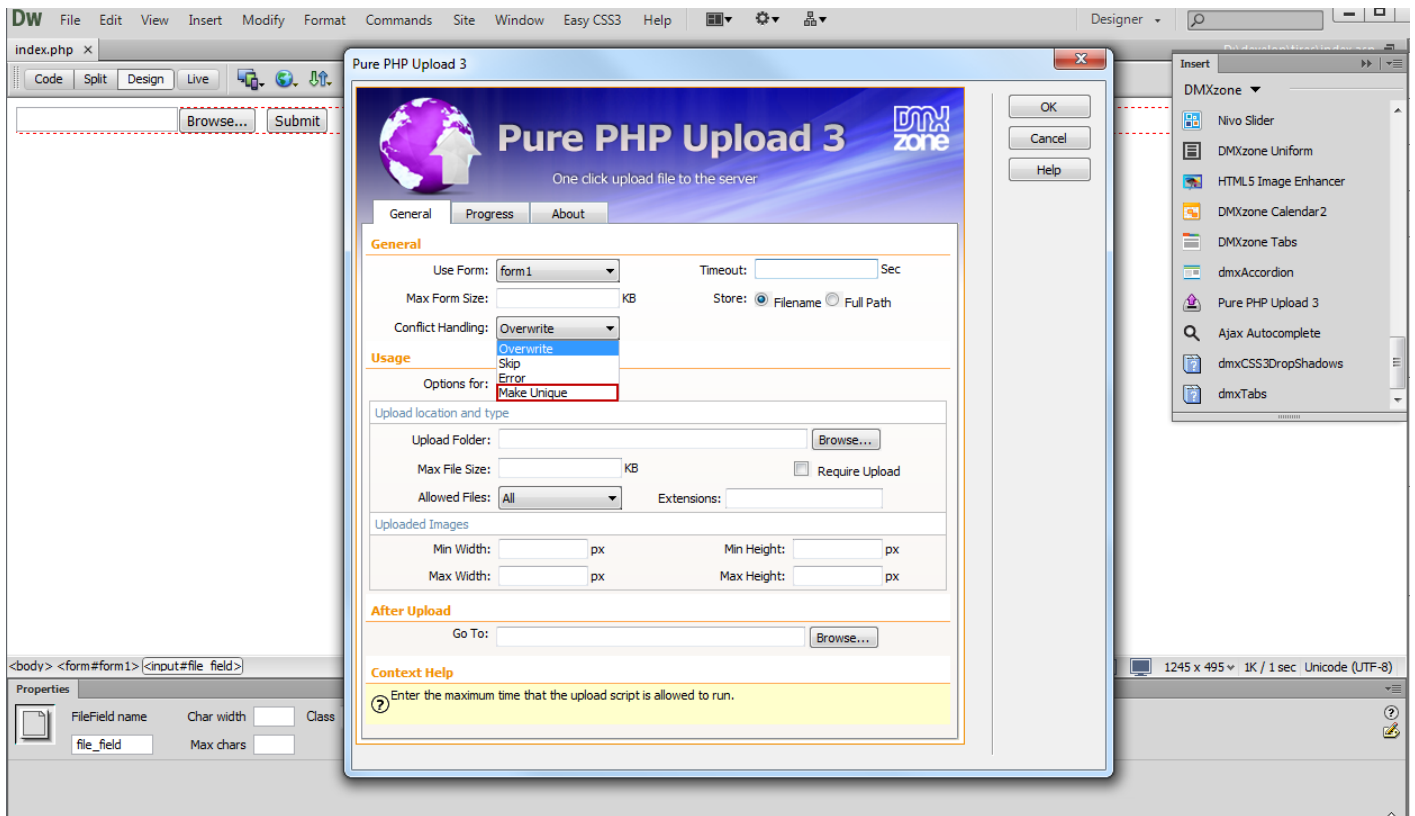 DW File Edit View Insert Modify Format Commands Site Window Easy CSS3 Help Designer
index.php ×
Code Split Design Live
Browse... Submit
Pure PHP Upload 3
Pure PHP Upload 3
DMX zone
One click upload file to the server
OK
Cancel
Help
General Progress About
General
Use Form: form1 Timeout: Sec
Max Form Size: KB Store: Filename Full Path
Conflict Handling: Overwrite
Overwrite
Skip
Error
Make Unique
Usage
Options for:
Upload location and type
Upload Folder: Browse...
Max File Size: KB Require Upload
Allowed Files: All Extensions:
Uploaded Images
Min Width: px Min Height: px
Max Width: px Max Height: px
After Upload
Go To: Browse...
Context Help
Enter the maximum time that the upload script is allowed to run.
Insert
DMXzone
Nivo Slider
DMXzone Uniform
HTML5 Image Enhancer
DMXzone Calendar2
DMXzone Tabs
dmxAccordion
Pure PHP Upload 3
Ajax Autocomplete
dmxCSS3DropShadows
dmxTabs
<body> <form#form1> <input#file_field> 1245 x 495 1K / 1 sec Unicode (UTF-8)
Properties
FileField name Char width Class
file_field Max chars